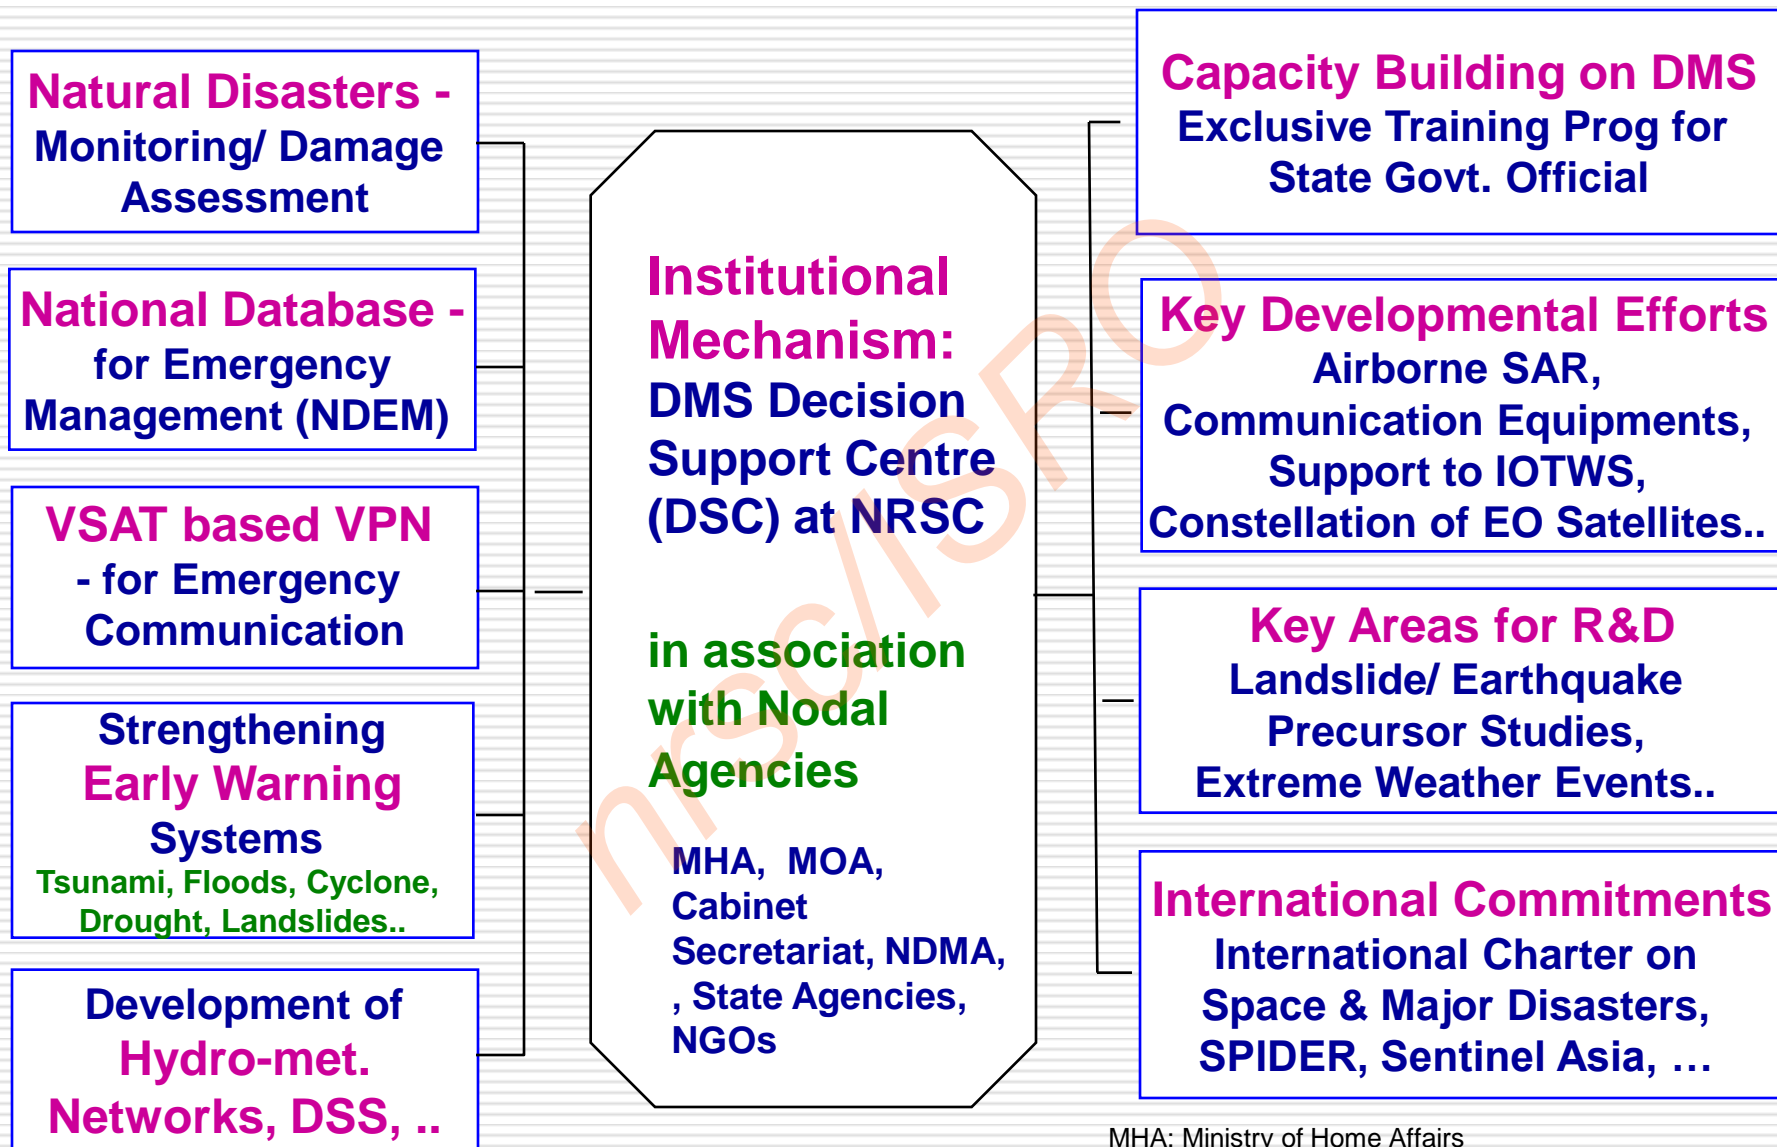 Natural Disasters -
Monitoring/ Damage
Assessment
National Database -
for Emergency
Management (NDEM)
VSAT based VPN
- for Emergency
Communication
Strengthening
Early Warning
Systems
Tsunami, Floods, Cyclone,
Drought, Landslides..
Development of
Hydro-met.
Networks, DSS, ..
Institutional
Mechanism:
DMS Decision
Support Centre
(DSC) at NRSC
in association
with Nodal
Agencies
MHA, MOA,
Cabinet
Secretariat, NDMA,
, State Agencies,
NGOs
Capacity Building on DMS
Exclusive Training Prog for
State Govt. Official
Key Developmental Efforts
Airborne SAR,
Communication Equipments,
Support to IOTWS,
Constellation of EO Satellites..
Key Areas for R&D
Landslide/ Earthquake
Precursor Studies,
Extreme Weather Events..
International Commitments
International Charter on
Space & Major Disasters,
SPIDER, Sentinel Asia, …
MHA: Ministry of Home Affairs
nrsc/ISRO